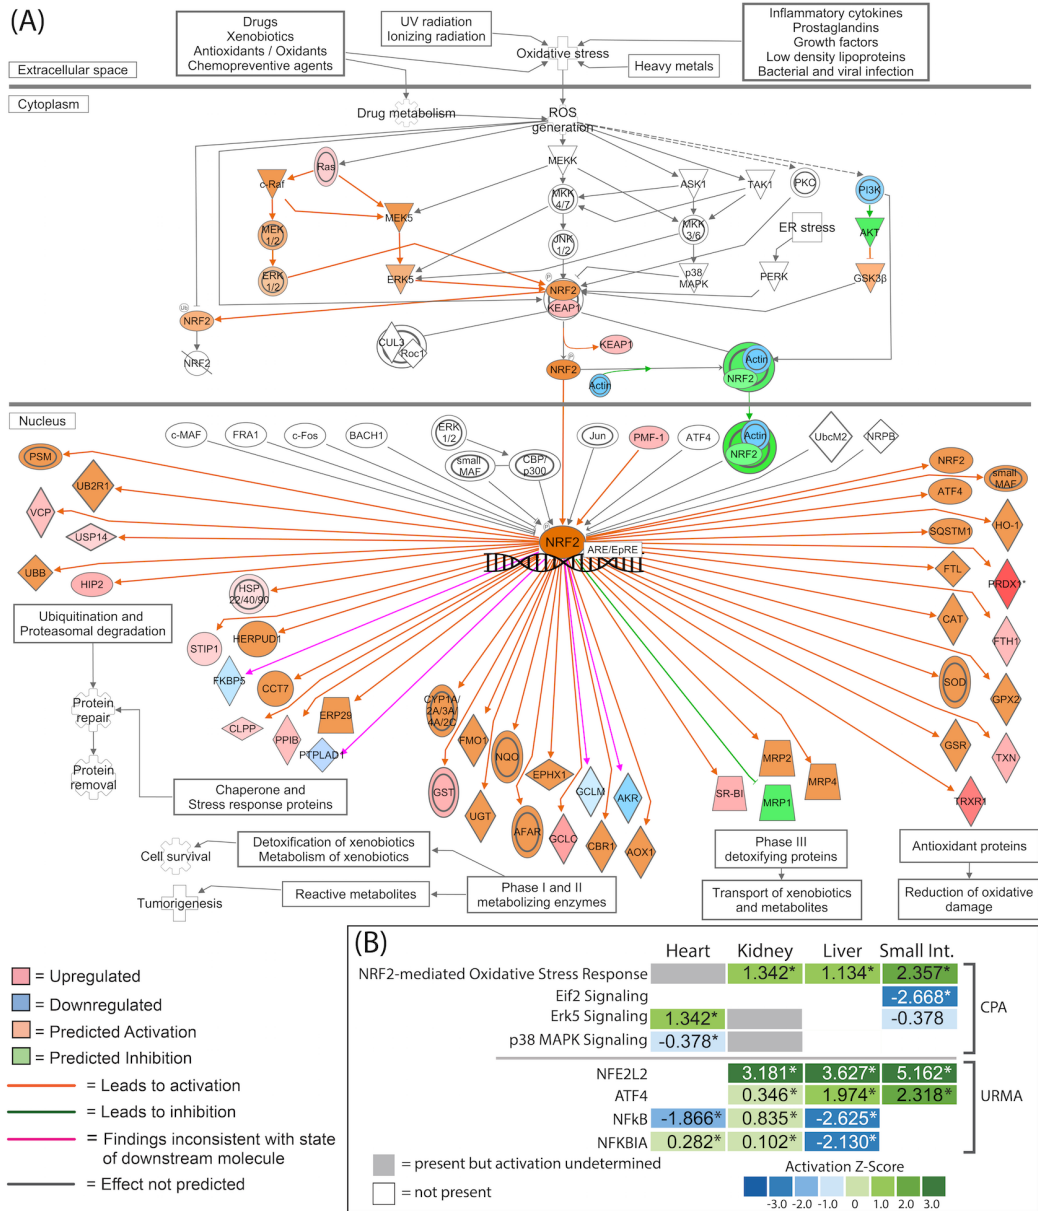 (A)
Drugs
Xenobiotics
Antioxidants / Oxidants
Chemopreventive agents
UV radiation
Ionizing radiation
Oxidative stress
Heavy metals
Inflammatory cytokines
Prostaglandins
Growth factors
Low density lipoproteins
Bacterial and viral infection
Extracellular space
Cytoplasm
Drug metabolism
ROS
generation
Ras
c-Raf
MEKK
ASK1
TAK1
PKC
PI3K
MEK
1/2
MEK5
MKK
4/7
MKK
3/6
ER stress
AKT
JNK
1/2
ERK
1/2
ERK5
p38
MAPK
PERK
GSK3β
P
NRF2
KEAP1
Ub
NRF2
NRF2
CUL3
Roc1
KEAP1
P
NRF2
Actin
Actin
NRF2
Nucleus
c-MAF
FRA1
c-Fos
BACH1
ERK
1/2
small
MAF
CBP/
p300
Jun
PMF-1
ATF4
Actin
NRF2
UbcM2
NRPB
PSM
UB2R1
VCP
USP14
UBB
HIP2
NRF2
small
MAF
ATF4
HO-1
SQSTM1
FTL
PRDX1*
CAT
FTH1
SOD
GPX2
GSR
TXN
TRXR1
P
NRF2
ARE/EpRE
HSP
22/40/90
HERPUD1
STIP1
FKBP5
CCT7
CLPP
PPIB
ERP29
PTPLAD1
CYP1A/
2A/3A/
4A/2C
FMO1
NQO
EPHX1
GCLM
AKR
GST
UGT
AFAR
GCLC
CBR1
AOX1
SR-BI
MRP2
MRP1
MRP4
Ubiquitination and
Proteasomal degradation
Protein
repair
Protein
removal
Chaperone and
Stress response proteins
Cell survival
Detoxification of xenobiotics
Metabolism of xenobiotics
Tumorigenesis
Reactive metabolites
Phase I and II
metabolizing enzymes
Phase III
detoxifying proteins
Transport of xenobiotics
and metabolites
Antioxidant proteins
Reduction of oxidative
damage
= Upregulated
= Downregulated
= Predicted Activation
= Predicted Inhibition
= Leads to activation
= Leads to inhibition
= Findings inconsistent with state
of downstream molecule
= Effect not predicted
(B)
Heart Kidney Liver Small Int.
NRF2-mediated Oxidative Stress Response 1.342* 1.134* 2.357*
Eif2 Signaling -2.668*
Erk5 Signaling 1.342* -0.378
p38 MAPK Signaling -0.378*
CPA
NFE2L2 3.181* 3.627* 5.162*
ATF4 0.346* 1.974* 2.318*
NFkB -1.866* 0.835* -2.625*
NFKBIA 0.282* 0.102* -2.130*
URMA
= present but activation undetermined
= not present
Activation Z-Score
-3.0 -2.0 -1.0 0 1.0 2.0 3.0